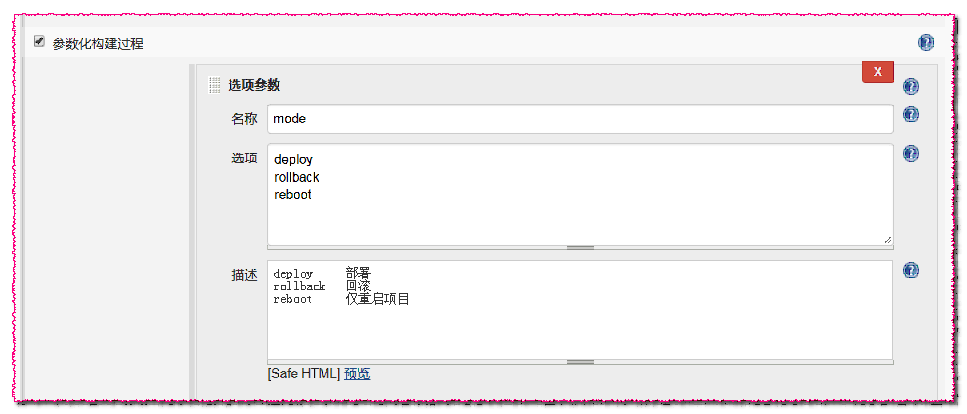 参数化构建过程
X
选项参数
名称 mode
选项 deploy
rollback
reboot
描述 deploy 部署
rollback 回滚
reboot 仅重启项目
[Safe HTML] 预览